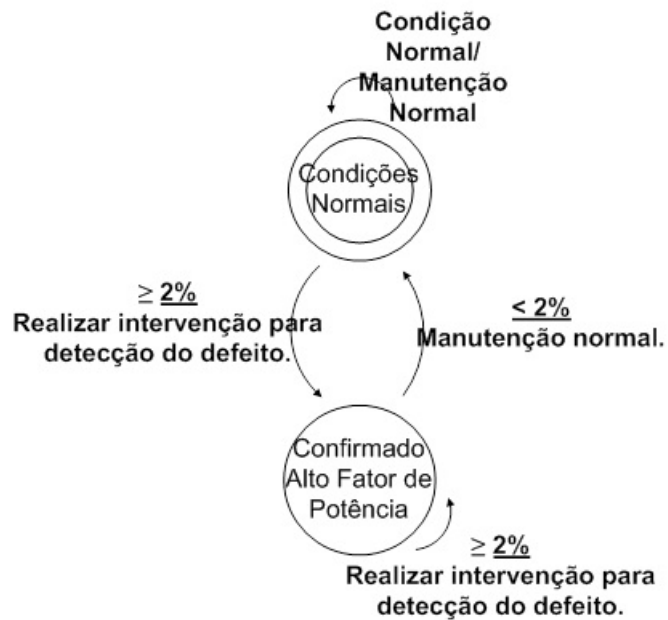 Condição
Normal/
Manutenção
Normal
Condições
Normais
≥ 2%
Realizar intervenção para
detecção do defeito.
< 2%
Manutenção normal.
Confirmado
Alto Fator de
Potência
≥ 2%
Realizar intervenção para
detecção do defeito.